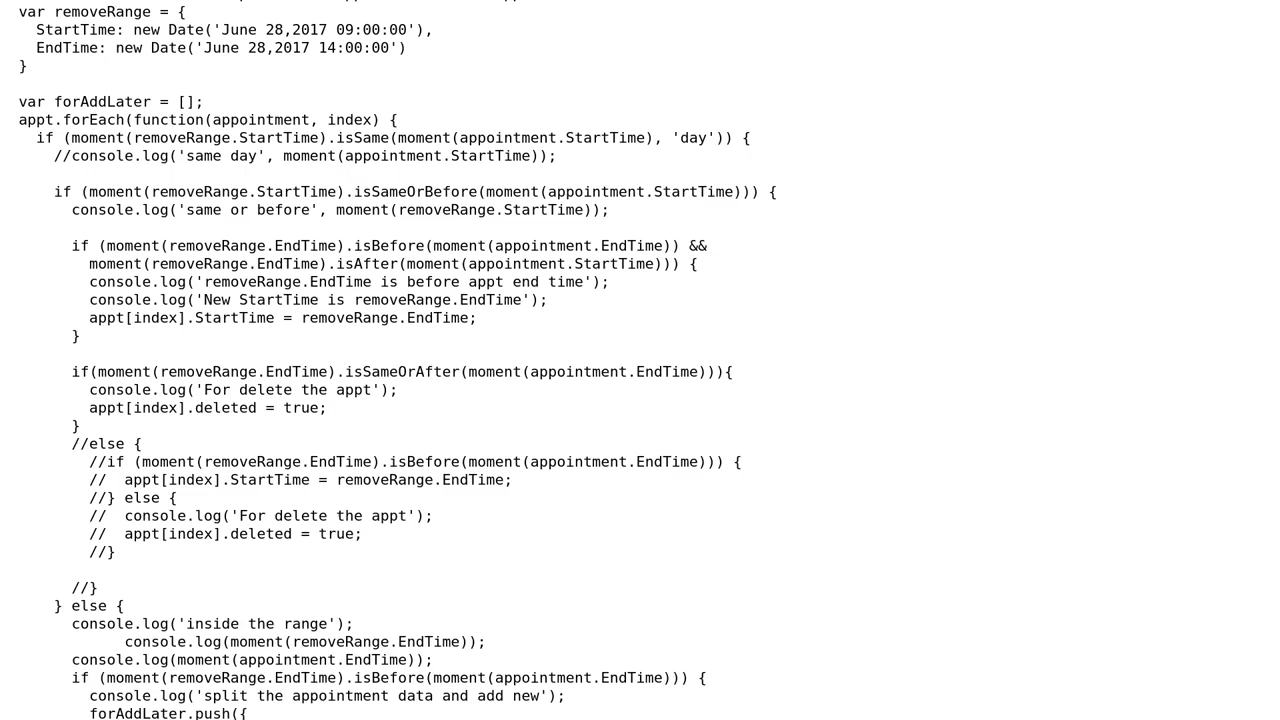 var removeRange = {
  StartTime: new Date('June 28,2017 09:00:00'),
  EndTime: new Date('June 28,2017 14:00:00')
}

var forAddLater = [];
appt.forEach(function(appointment, index) {
  if (moment(removeRange.StartTime).isSame(moment(appointment.StartTime), 'day')) {
    //console.log('same day', moment(appointment.StartTime));

    if (moment(removeRange.StartTime).isSameOrBefore(moment(appointment.StartTime))) {
      console.log('same or before', moment(removeRange.StartTime));

      if (moment(removeRange.EndTime).isBefore(moment(appointment.EndTime)) &&
        moment(removeRange.EndTime).isAfter(moment(appointment.StartTime))) {
        console.log('removeRange.EndTime is before appt end time');
        console.log('New StartTime is removeRange.EndTime');
        appt[index].StartTime = removeRange.EndTime;
      }

      if(moment(removeRange.EndTime).isSameOrAfter(moment(appointment.EndTime))){
        console.log('For delete the appt');
        appt[index].deleted = true;
      }
      //else {
        //if (moment(removeRange.EndTime).isBefore(moment(appointment.EndTime))) {
        //  appt[index].StartTime = removeRange.EndTime;
        //} else {
        //  console.log('For delete the appt');
        //  appt[index].deleted = true;
        //}

      //}
    } else {
      console.log('inside the range');
            console.log(moment(removeRange.EndTime));
      console.log(moment(appointment.EndTime));
      if (moment(removeRange.EndTime).isBefore(moment(appointment.EndTime))) {
        console.log('split the appointment data and add new');
        forAddLater.push({